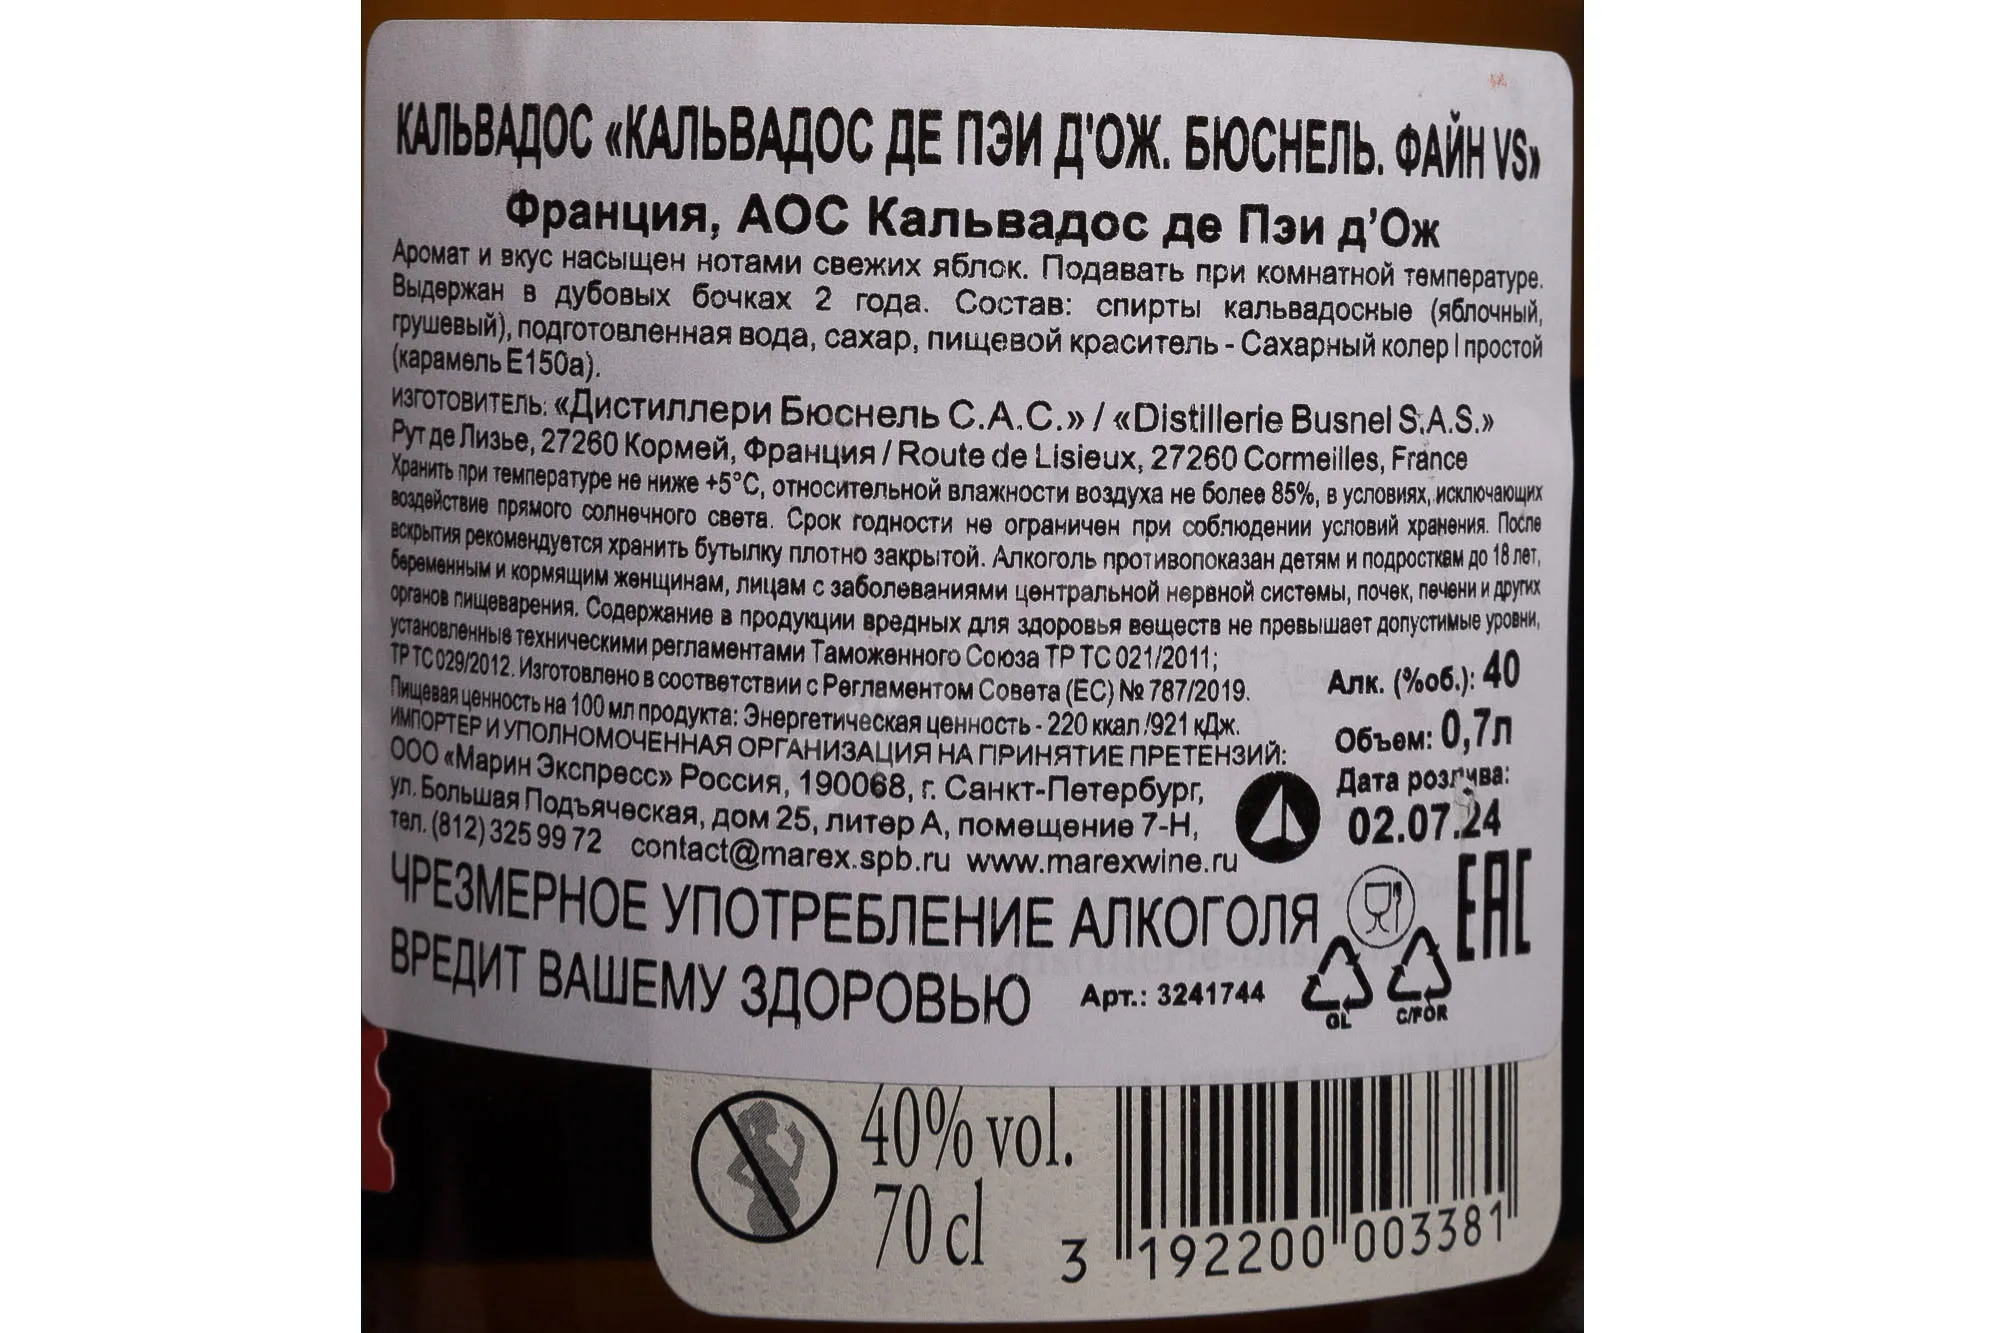 КАЛЬВАДОС «КАЛЬВАДОС ДЕ ПЭИ Д'ОЖ. БЮСНЕЛЬ. ФАЙН VS»
Франция, АОС Кальвадос де Пэи д'Ож
Аромат и вкус насыщен нотами свежих яблок. Подавать при комнатной температуре.
Выдержан в дубовых бочках 2 года. Состав: спирты кальвадосные (яблочный,
грушевый), подготовленная вода, сахар, пищевой краситель - Сахарный колер I простой
(карамель Е150а).
ИЗГОТОВИТЕЛЬ: «Дистиллери Бюснель С.А.С.» / «Distillerie Busnel S.A.S.»
Рут де Лизье, 27260 Кормей, Франция / Route de Lisieux, 27260 Cormeilles, France
Хранить при температуре не ниже +5°С, относительной влажности воздуха не более 85%, в условиях, исключающих
воздействие прямого солнечного света. Срок годности не ограничен при соблюдении условий хранения. После
вскрытия рекомендуется хранить бутылку плотно закрытой. Алкоголь противопоказан детям и подросткам до 18 лет,
беременным и кормящим женщинам, лицам с заболеваниями центральной нервной системы, почек, печени и других
органов пищеварения. Содержание в продукции вредных для здоровья веществ не превышает допустимые уровни,
установленные техническими регламентами Таможенного Союза ТР ТС 021/2011;
ТР ТС 029/2012. Изготовлено в соответствии с Регламентом Совета (ЕС) № 787/2019.
Пищевая ценность на 100 мл продукта: Энергетическая ценность - 220 ккал./921 кДж.
ИМПОРТЕР И УПОЛНОМОЧЕННАЯ ОРГАНИЗАЦИЯ НА ПРИНЯТИЕ ПРЕТЕНЗИЙ:
ООО «Марин Экспресс» Россия, 190068, г. Санкт-Петербург,
ул. Большая Подъяческая, дом 25, литер А, помещение 7-Н,
тел. (812) 325 99 72 contact@marex.spb.ru www.marexwine.ru
Алк. (%об.): 40
Объем: 0,7л
Дата розлива:
02.07.24
ЧРЕЗМЕРНОЕ УПОТРЕБЛЕНИЕ АЛКОГОЛЯ
ВРЕДИТ ВАШЕМУ ЗДОРОВЬЮ
Арт.: 3241744
GL
C/FOR
EAC
40% vol.
70 cl
3 192200 003381